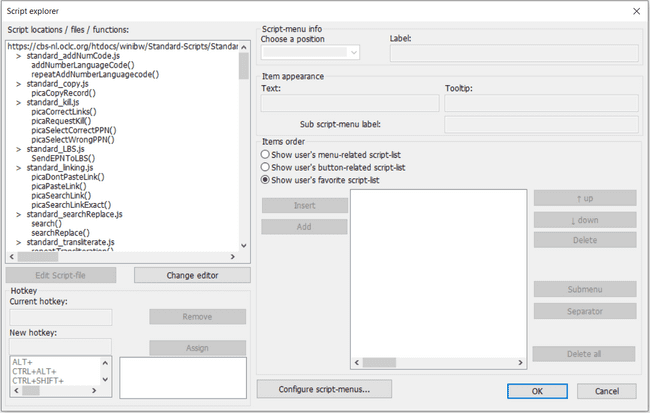 Script explorer
Script locations / files / functions:
https://cbs-nl.oclc.org/htdocs/winibw/Standard-Scripts/Standar
> standard_addNumCode.js
addNumberLanguageCode()
repeatAddNumberLanguagecode()
> standard_copy.js
picaCopyRecord()
> standard_kill.js
picaCorrectLinks()
picaRequestKill()
picaSelectCorrectPPN()
picaSelectWrongPPN()
> standard_LBS.js
SendEPNToLBS()
> standard_linking.js
picaDontPasteLink()
picaPasteLink()
picaSearchLink()
picaSearchLinkExact()
> standard_searchReplace.js
search()
searchReplace()
> standard_transliterate.js
repeatTransliteration()
Edit Script-file
Change editor
Hotkey
Current hotkey:
Remove
New hotkey:
Assign
ALT+
CTRL+ALT+
CTRL+SHIFT+
Script-menu info
Choose a position
Label:
Item appearance
Text:
Tooltip:
Sub script-menu label:
Items order
Show user's menu-related script-list
Show user's button-related script-list
Show user's favorite script-list
Insert
Add
↑ up
↓ down
Delete
Submenu
Separator
Delete all
Configure script-menus...
OK
Cancel